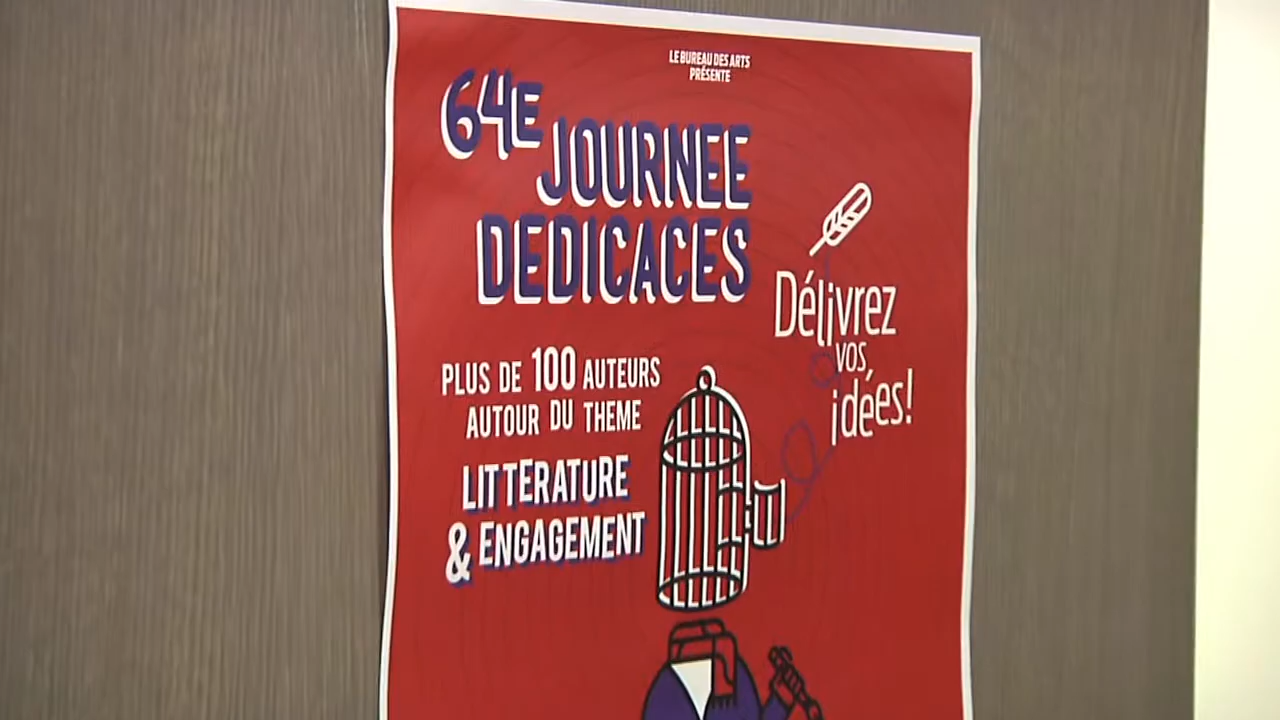 LE BUREAU DES ARTS
PRÉSENTE
64E
JOURNEE
DEDICACES
Délivrez
vos
idées!
PLUS DE 100 AUTEURS
AUTOUR DU THEME
LITTERATURE
& ENGAGEMENT